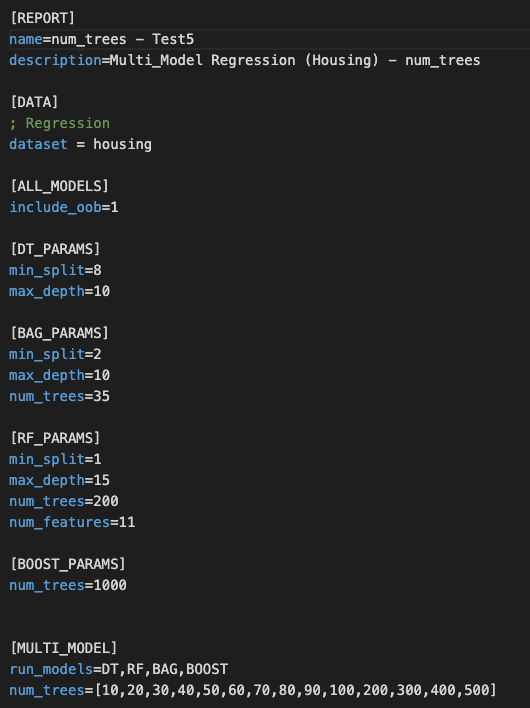 [REPORT]
name=num_trees - Test5
description=Multi_Model Regression (Housing) - num_trees
[DATA]
; Regression
dataset = housing
[ALL_MODELS]
include_oob=1
[DT_PARAMS]
min_split=8
max_depth=10
[BAG_PARAMS]
min_split=2
max_depth=10
num_trees=35
[RF_PARAMS]
min_split=1
max_depth=15
num_trees=200
num_features=11
[BOOST_PARAMS]
num_trees=1000
[MULTI_MODEL]
run_models=DT,RF,BAG,BOOST
num_trees=[10,20,30,40,50,60,70,80,90,100,200,300,400,500]